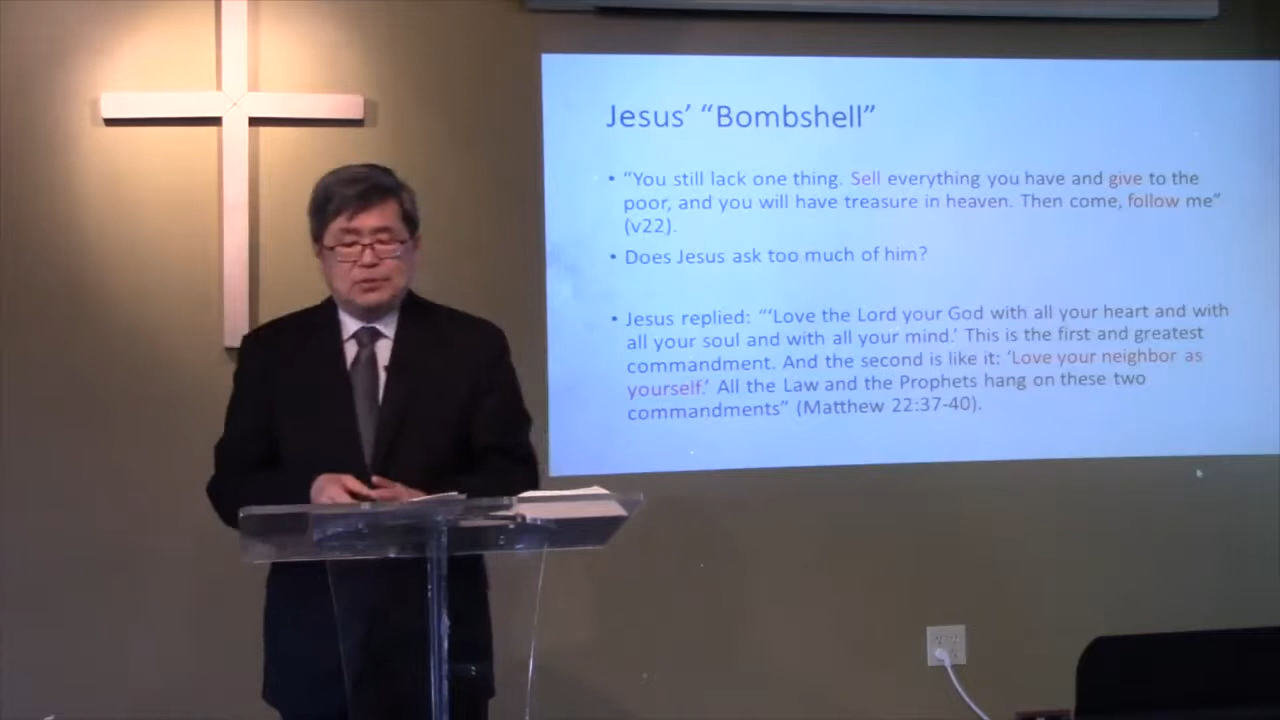 Jesus’ “Bombshell”
• “You still lack one thing. Sell everything you have and give to the
poor, and you will have treasure in heaven. Then come, follow me”
(v22).
• Does Jesus ask too much of him?
• Jesus replied: “‘Love the Lord your God with all your heart and with
all your soul and with all your mind.’ This is the first and greatest
commandment. And the second is like it: ‘Love your neighbor as
yourself.’ All the Law and the Prophets hang on these two
commandments” (Matthew 22:37-40).